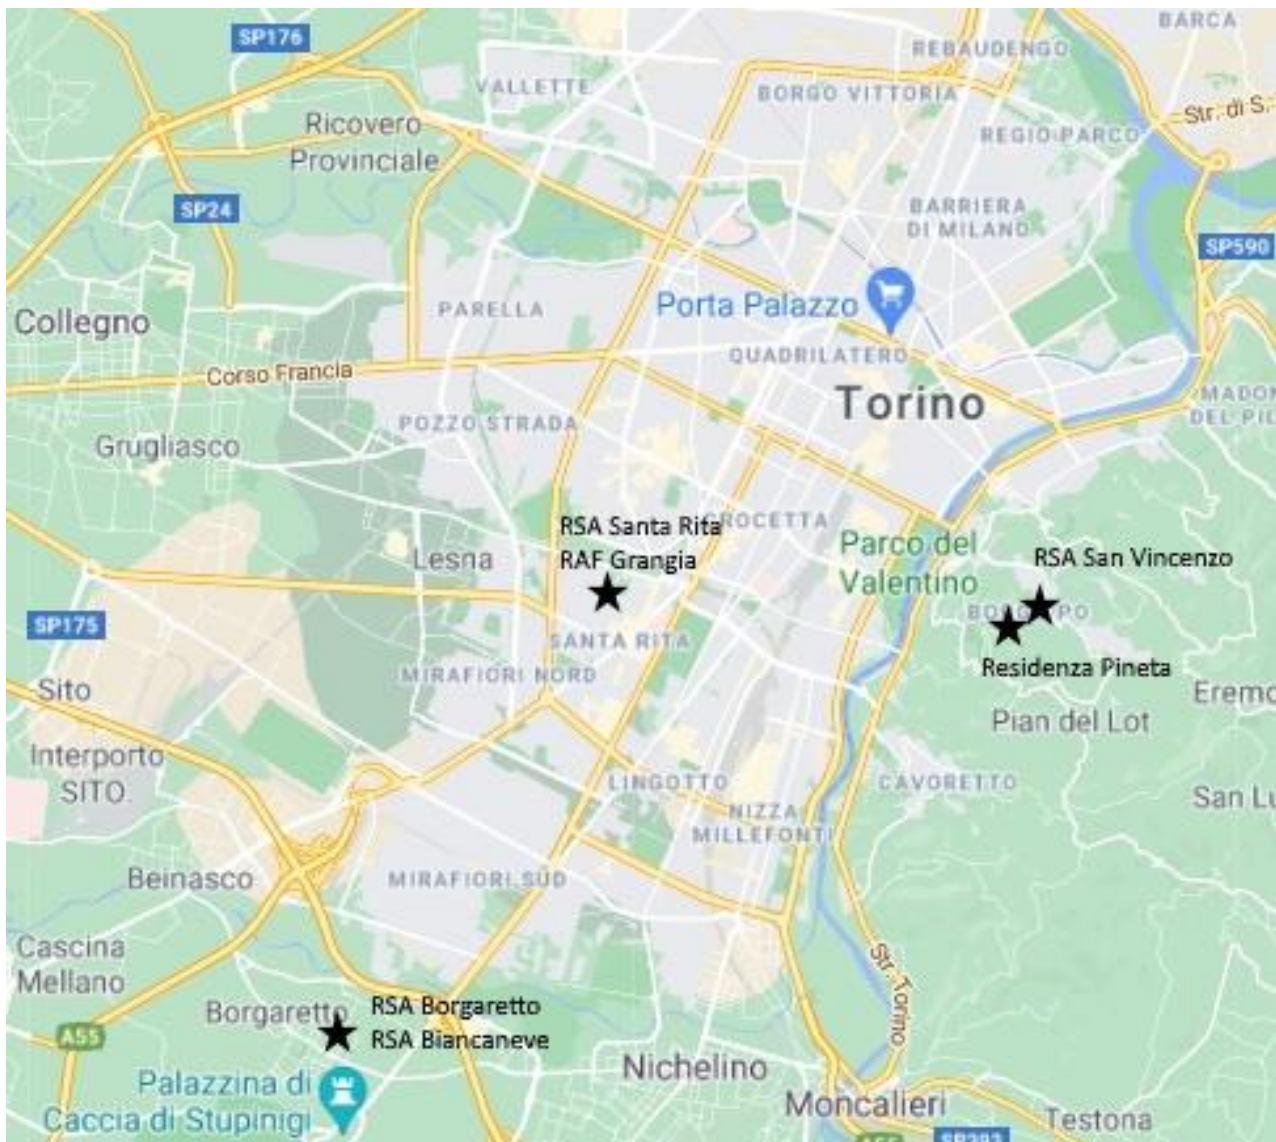 BARCA
SP176
REBAUDENGO
VALLETTE
BORGO VITTORIA
Str. di S.
Ricovero
Provinciale
REGIO PARCO
SP24
BARRIERA
DI MILANO
SP590
Porta Palazzo
PARELLA
Collegno
QUADRILATERO
Corso Francia
Torino
MADON
DEL PIL
POZZO STRADA
Grugliasco
RSA Santa Rita
CROCETTA
RAF Grangia
Lesna
Parco del
Valentino
RSA San Vincenzo
SP175
SANTA RITA
MIRAFIORI NORD
Residenza Pineta
Sito
Eremo
Pian del Lot
Interporto
SITO.
LINGOTTO
CAVORETTO
San Lu
NIZZA
MILLEFONTI
Beinasco
MIRAFIORI SUD
Cascina
Mellano
Str. Torino
Borgaretto
RSA Borgaretto
RSA Biancaneve
A55
Nichelino
Palazzina di
Caccia di Stupinigi
Moncalieri
Testona